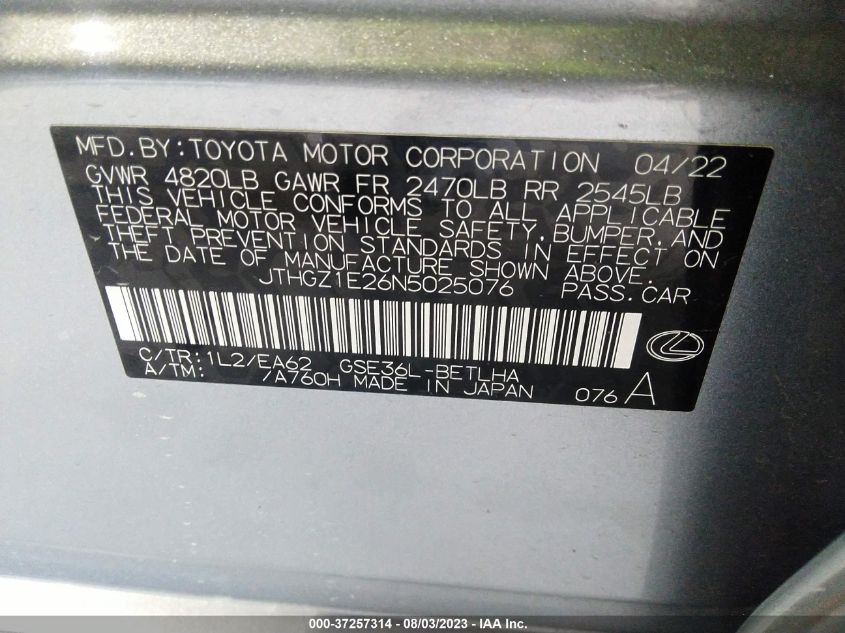 MFD.BY:TOYOTA MOTOR CORPORATION 04/22
GVWR 4820LB GAWR FR 2470LB RR 2545LB
THIS VEHICLE CONFORMS TO ALL APPLICABLE
FEDERAL MOTOR VEHICLE SAFETY,BUMPER,AND
THEFT PREVENTION STANDARDS IN EFFECT ON
THE DATE OF MANUFACTURE SHOWN ABOVE.
JTHGZ1E26N5025076 PASS.CAR
C/TR:1L2/EA62 GSE36L-BETLHA
A/TM: /A760H MADE IN JAPAN 076A
000-37257314 - 08/03/2023 - IAA Inc.